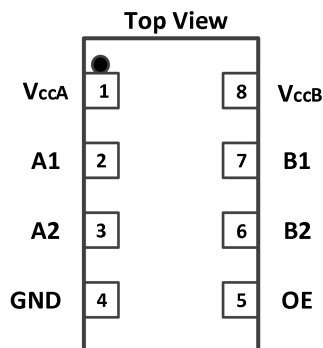 Top View
VccA 1 8 VccB
A1 2 7 B1
A2 3 6 B2
GND 4 5 OE